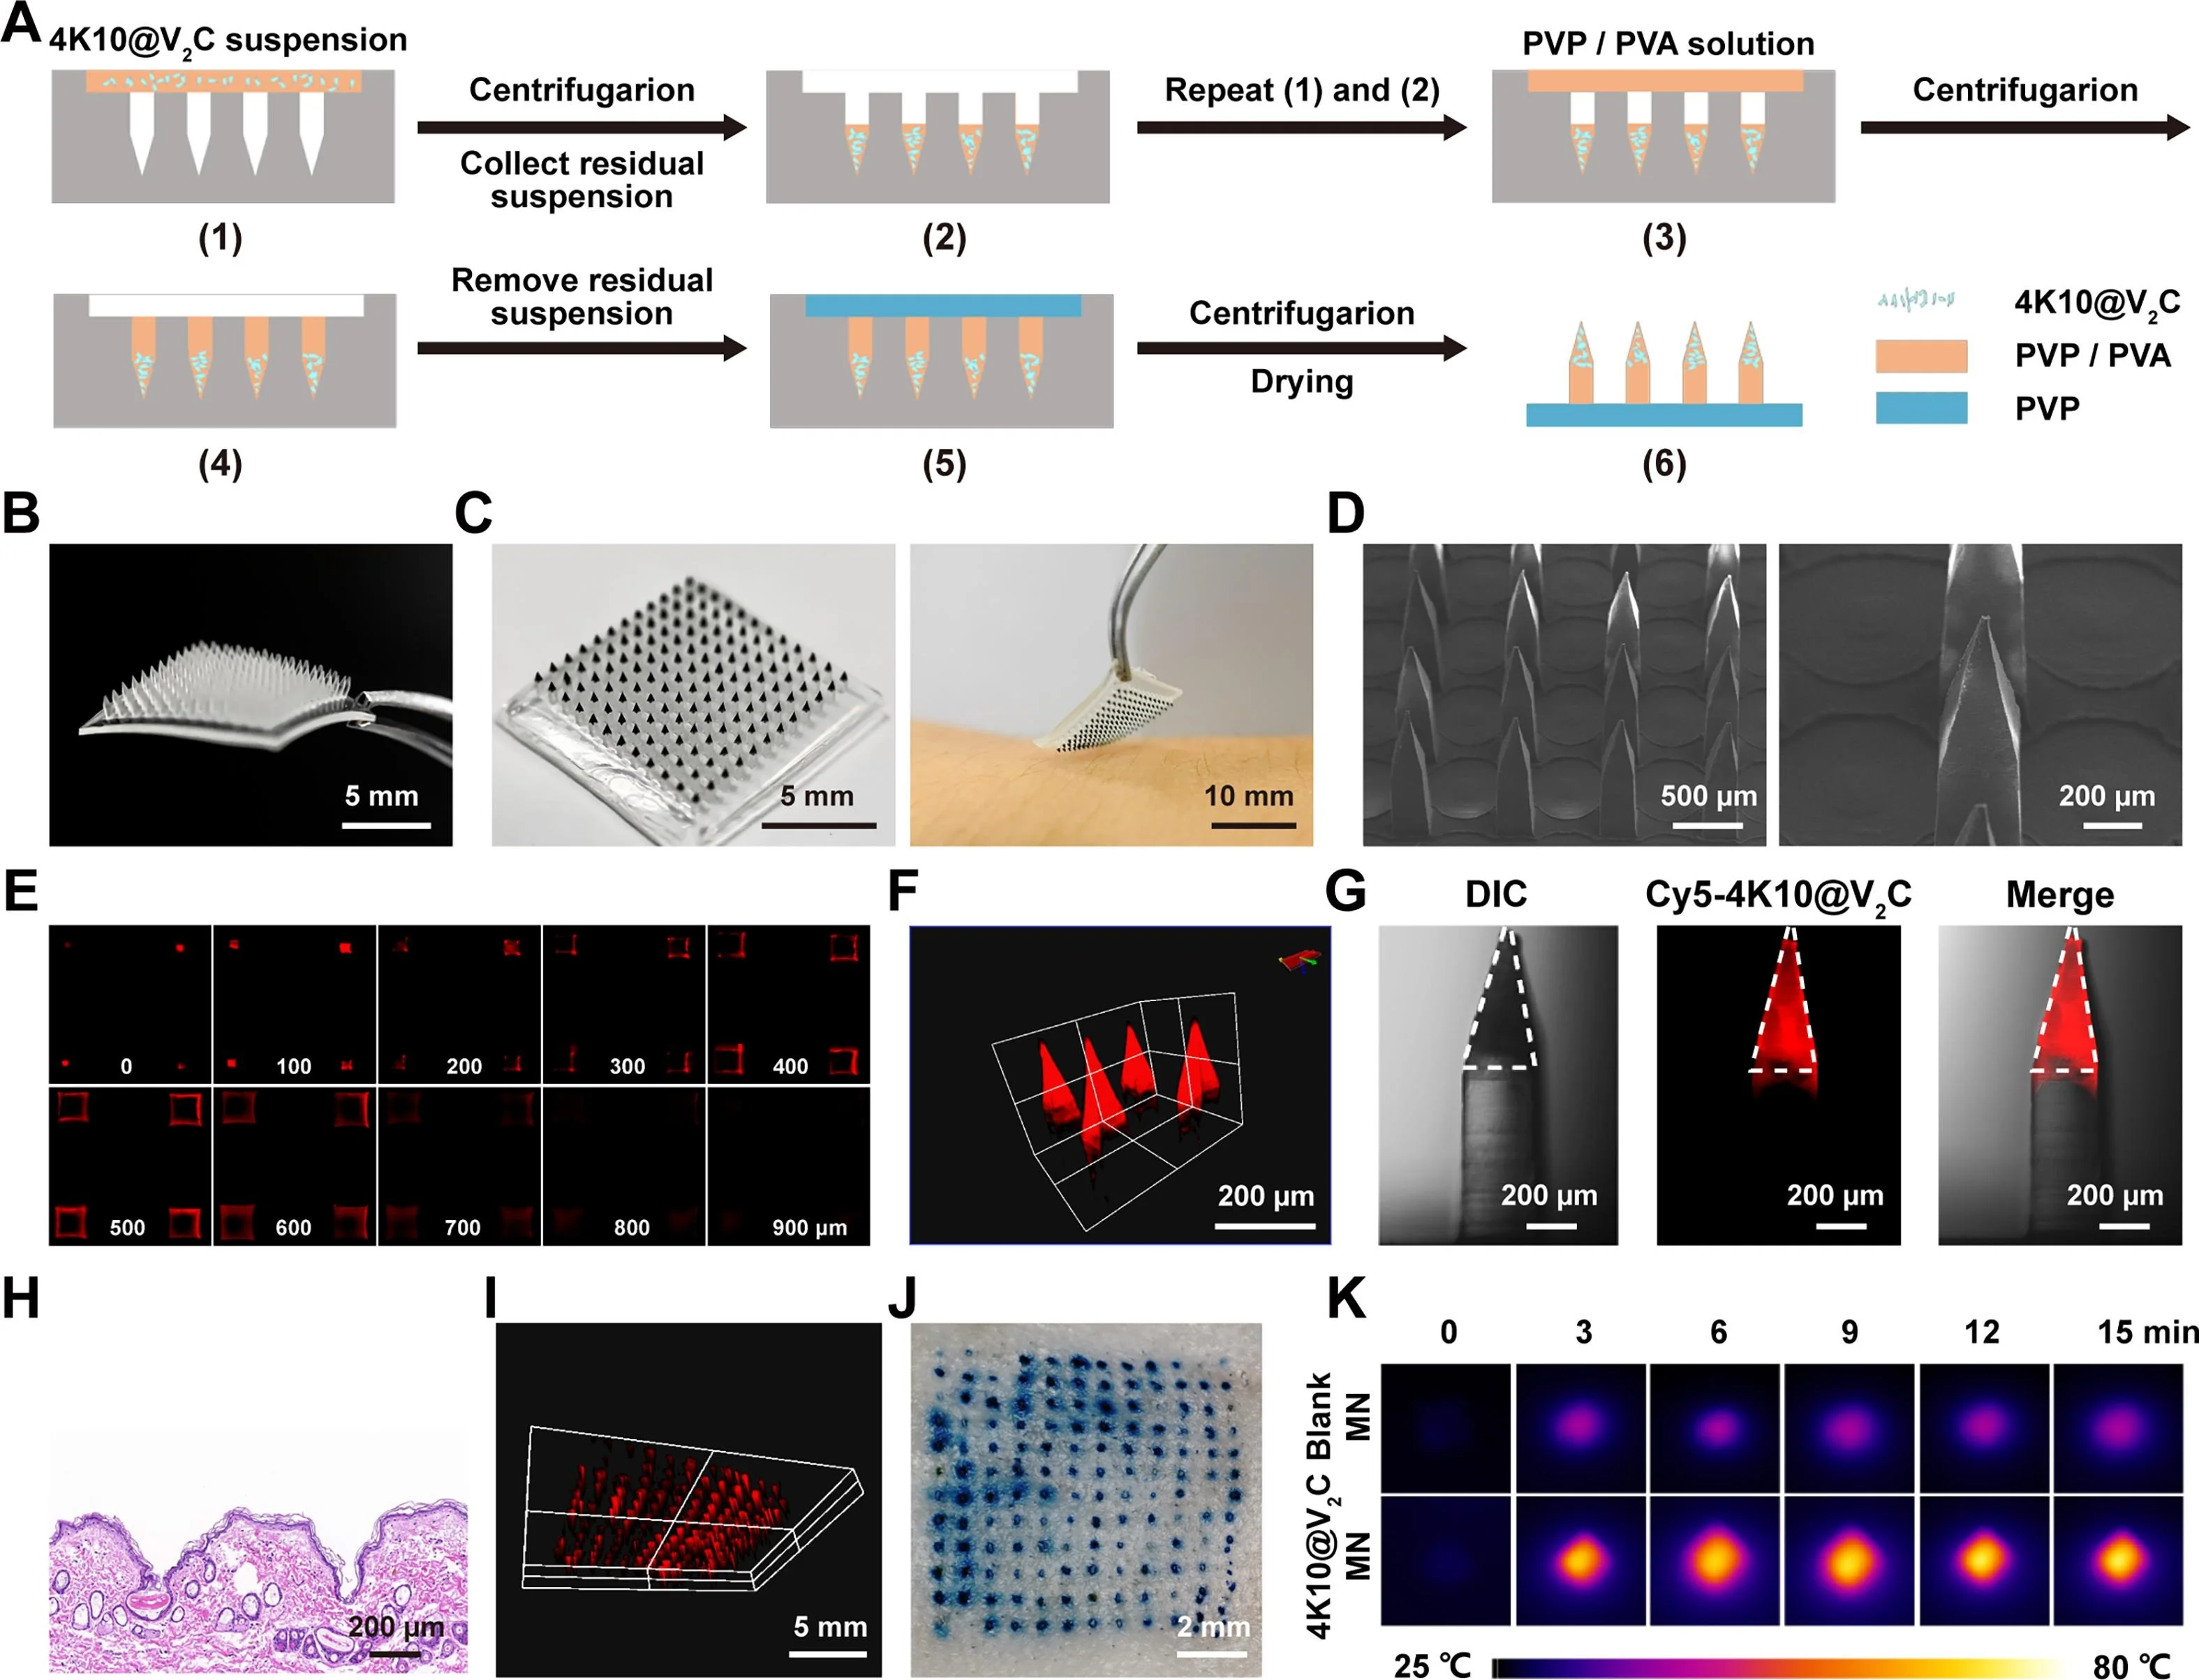 A
4K10@V₂C suspension
PVP / PVA solution
Centrifugarion
Collect residual
suspension
Repeat (1) and (2)
Centrifugarion
(1)
(2)
(3)
Remove residual
suspension
Centrifugarion
Drying
4K10@V₂C
PVP / PVA
PVP
(4)
(5)
(6)
B
5 mm
C
5 mm
10 mm
D
500 μm
200 μm
E
0
100
200
300
400
500
600
700
800
900 μm
F
200 μm
G
DIC
Cy5-4K10@V₂C
Merge
200 μm
200 μm
200 μm
H
200 μm
I
5 mm
J
2 mm
K
0
3
6
9
12
15 min
Blank
MN
4K10@V₂C
MN
25 ℃
80 ℃